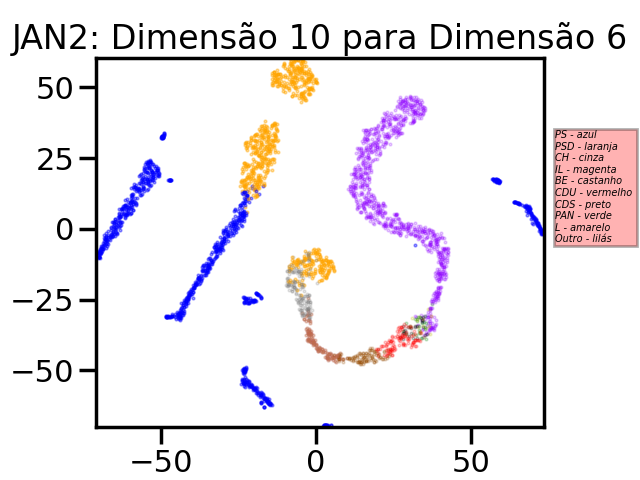 JAN2: Dimensão 10 para Dimensão 6
50
25
0
−25
−50
−50
0
50
PS - azul
PSD - laranja
CH - cinza
IL - magenta
BE - castanho
CDU - vermelho
CDS - preto
PAN - verde
L - amarelo
Outro - lilás